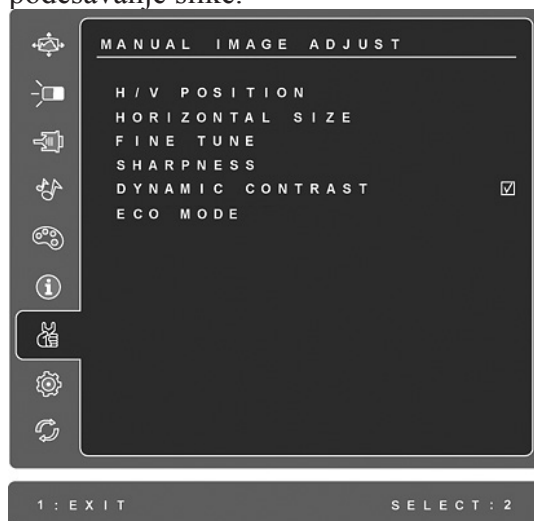 podešavanje slike.
MANUAL IMAGE ADJUST
H/V POSITION
HORIZONTAL SIZE
FINE TUNE
SHARPNESS
DYNAMIC CONTRAST ☑
ECO MODE
1:EXIT SELECT:2